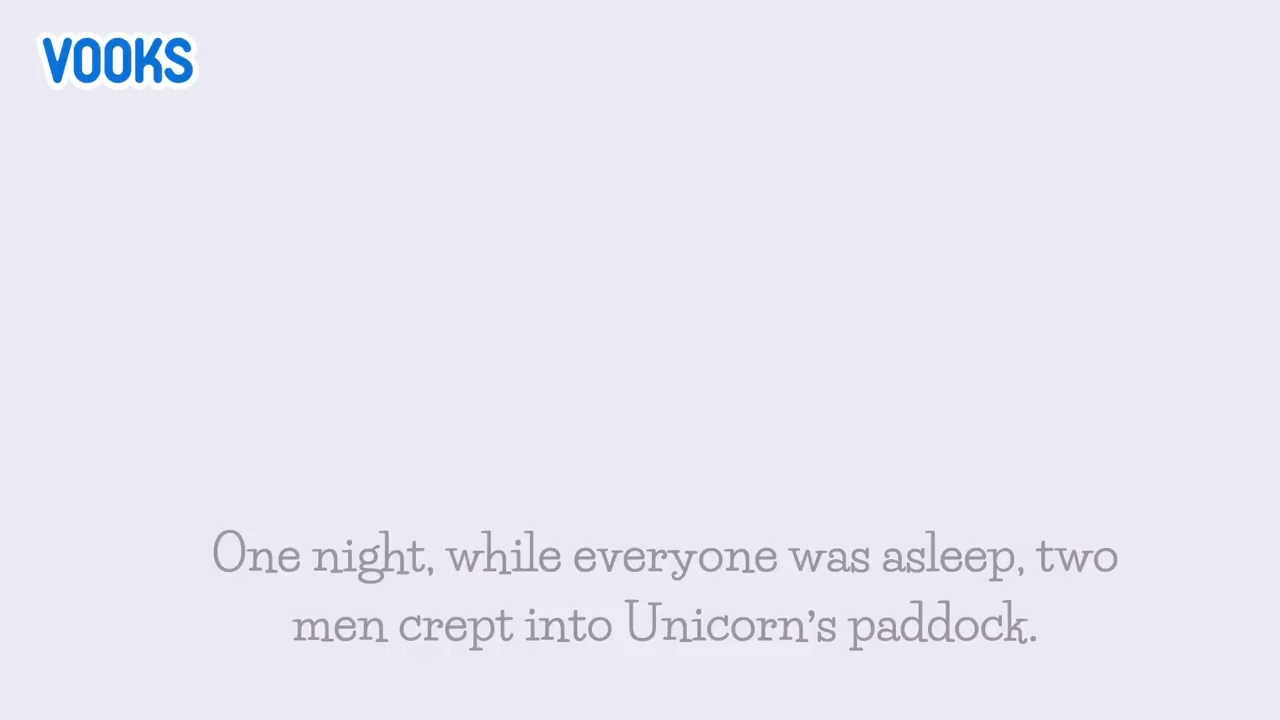 VOOKS
One night, while everyone was asleep, two
men crept into Unicorn's paddock.